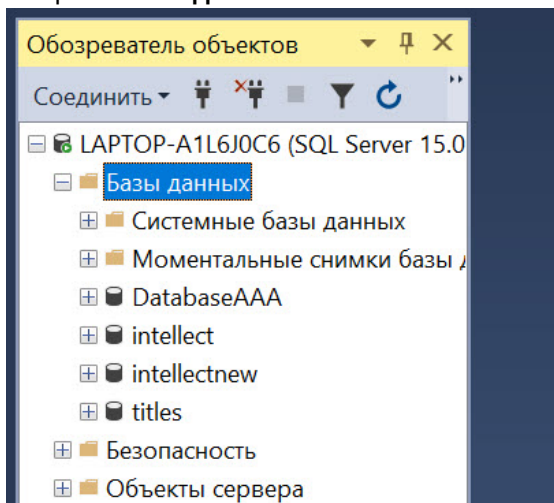 Обозреватель объектов
Соединить
LAPTOP-A1L6J0C6 (SQL Server 15.0
Базы данных
Системные базы данных
Моментальные снимки базы
DatabaseAAA
intellect
intellectnew
titles
Безопасность
Объекты сервера